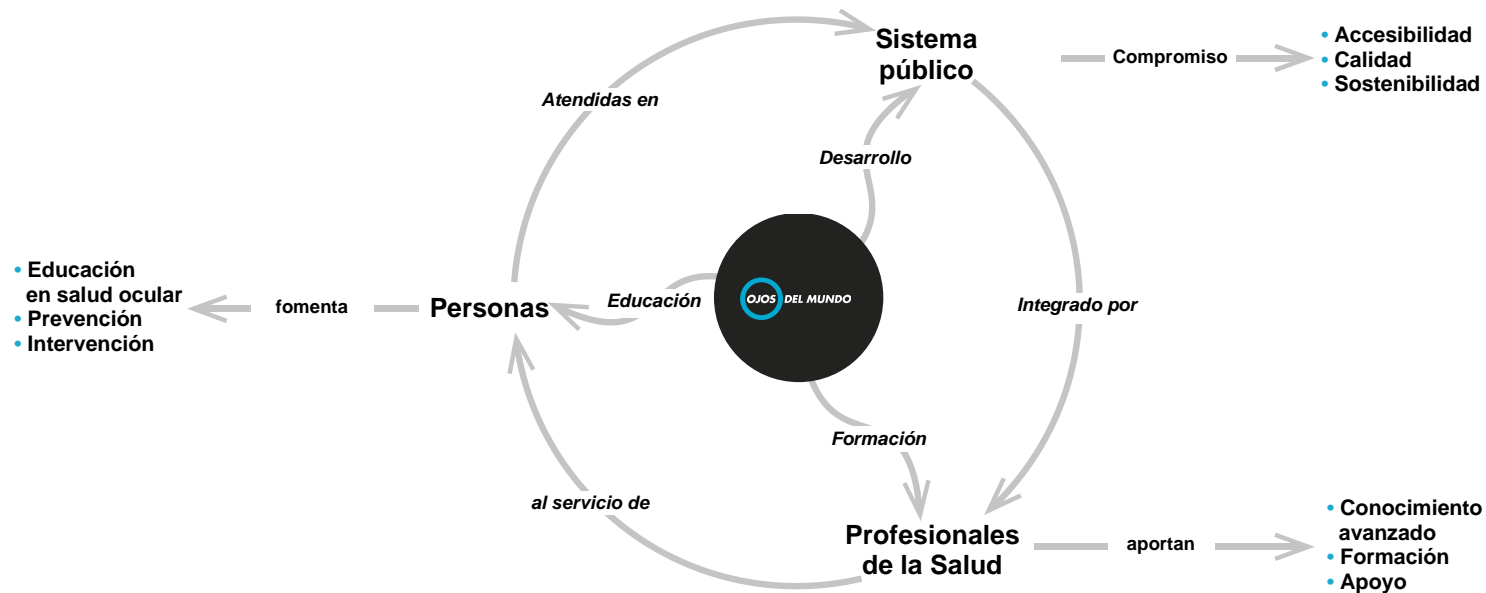 Sistema
público
Compromiso
• Accesibilidad
• Calidad
• Sostenibilidad
Atendidas en
Desarrollo
• Educación
en salud ocular
• Prevención
• Intervención
fomenta
Personas
Educación
OJOS DEL MUNDO
Integrado por
Formación
al servicio de
Profesionales
de la Salud
aportan
• Conocimiento
avanzado
• Formación
• Apoyo